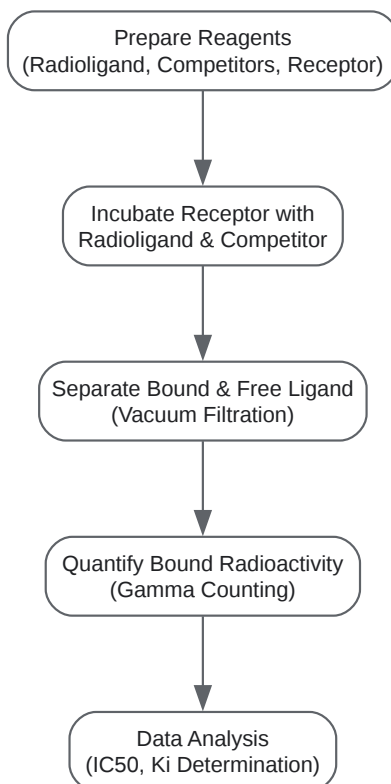 Prepare Reagents
(Radioligand, Competitors, Receptor)
Incubate Receptor with
Radioligand & Competitor
Separate Bound & Free Ligand
(Vacuum Filtration)
Quantify Bound Radioactivity
(Gamma Counting)
Data Analysis
(IC50, Ki Determination)